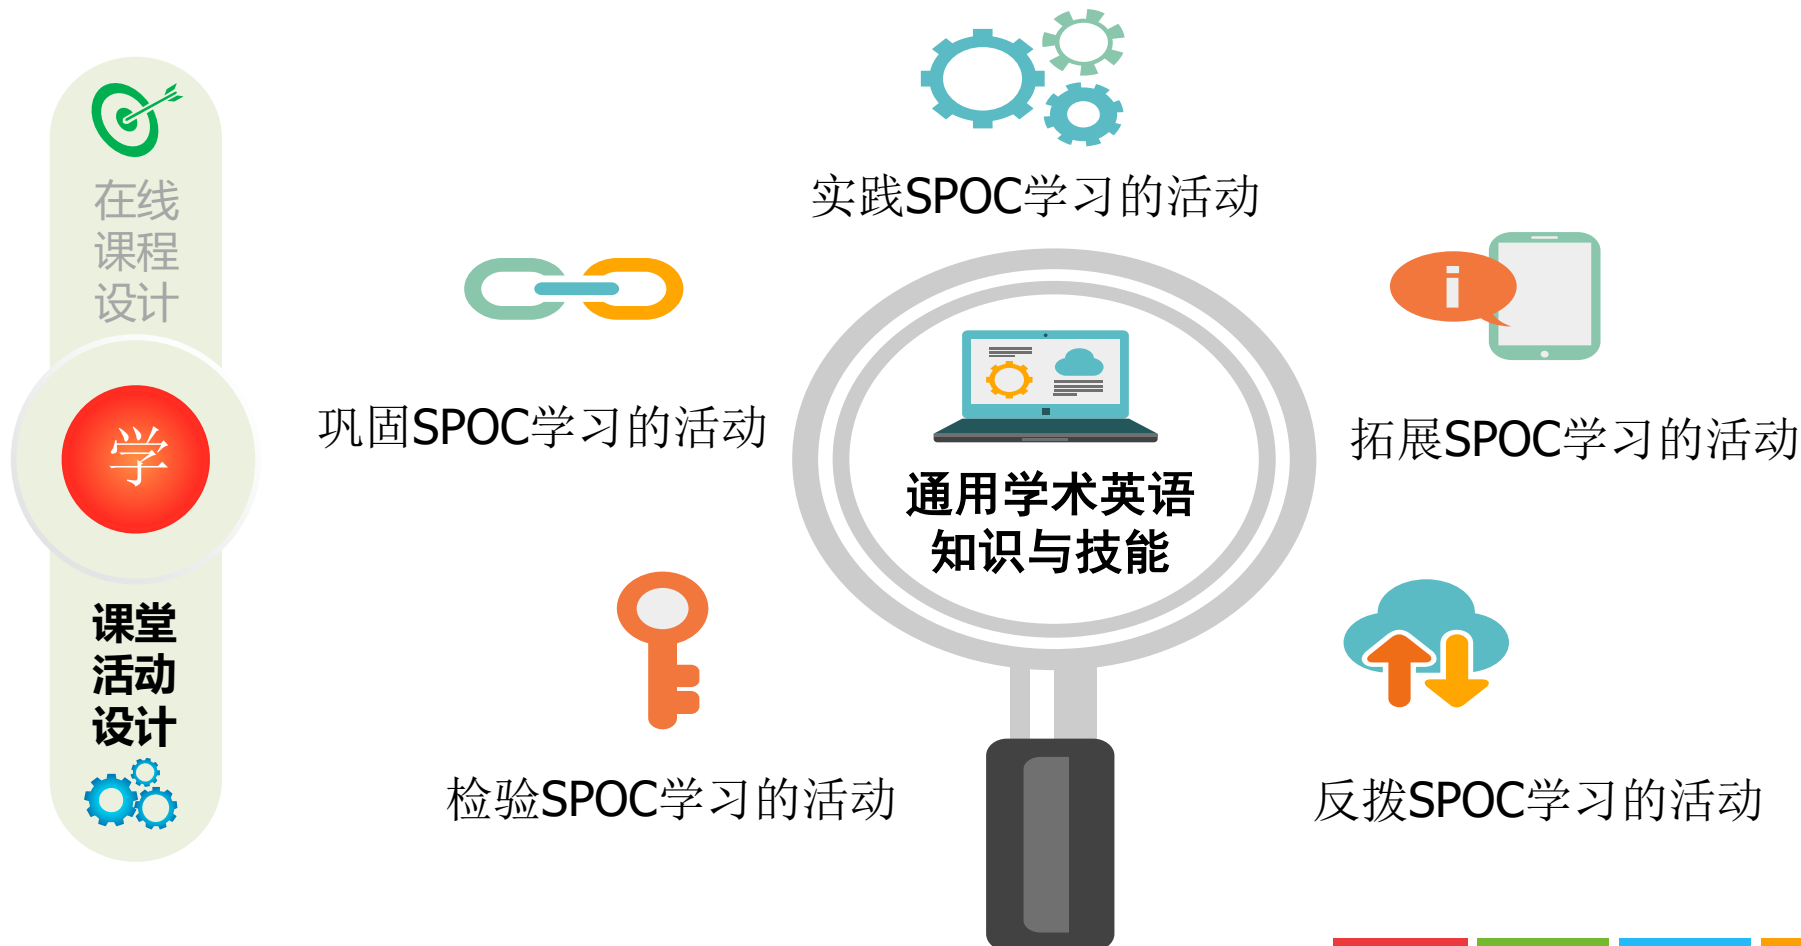 在线
课程
设计
学
课堂
活动
设计
实践SPOC学习的活动
巩固SPOC学习的活动
拓展SPOC学习的活动
i
通用学术英语
知识与技能
检验SPOC学习的活动
反拨SPOC学习的活动